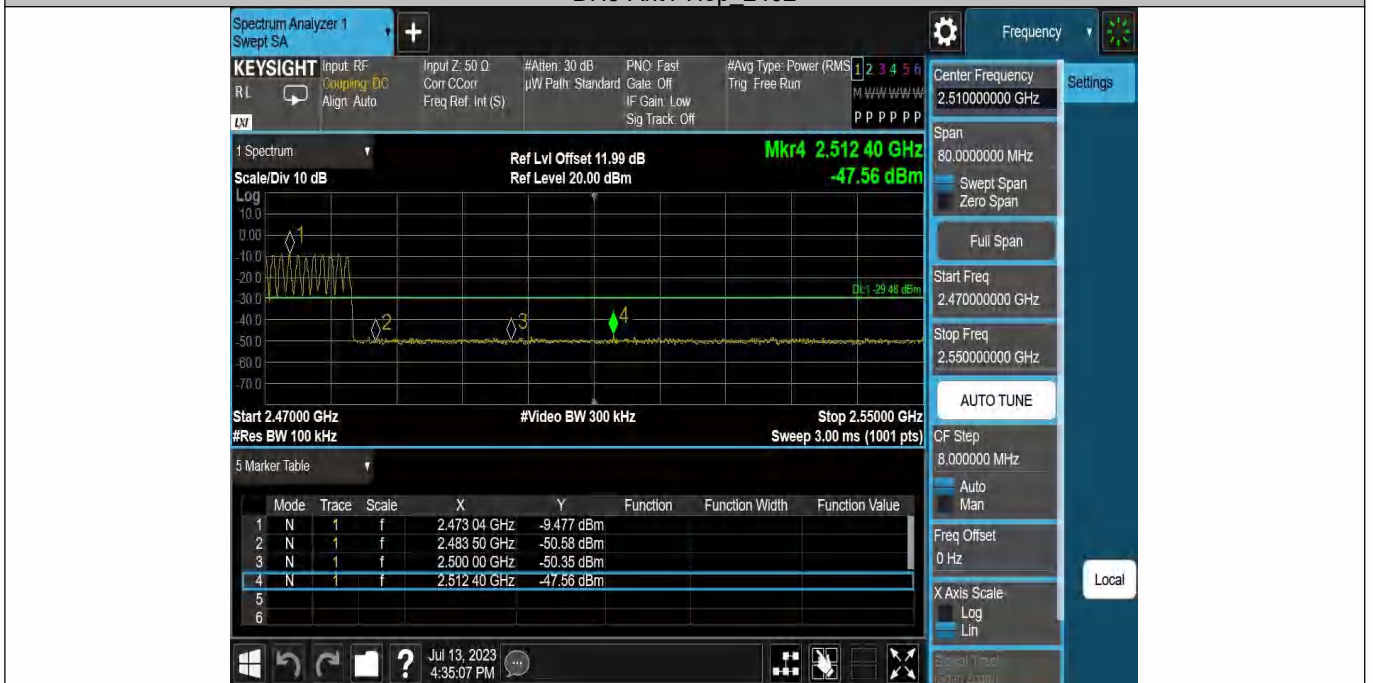 Spectrum Analyzer 1
Swept SA
+
Frequency
KEYSIGHT
RL
LXI
Input: RF
Coupling: DC
Align: Auto
Input Z: 50 Ω
Corr CCorr
Freq Ref: Int (S)
#Atten: 30 dB
µW Path: Standard
PNO: Fast
Gate: Off
IF Gain: Low
Sig Track: Off
#Avg Type: Power (RMS
Trig: Free Run
1 2 3 4 5 6
M W W W W W
P P P P P P
Center Frequency
2.510000000 GHz
Settings
Span
80.0000000 MHz
Swept Span
Zero Span
Full Span
Start Freq
2.470000000 GHz
Stop Freq
2.550000000 GHz
AUTO TUNE
CF Step
8.000000 MHz
Auto
Man
Freq Offset
0 Hz
X Axis Scale
Log
Lin
Local
1 Spectrum
Scale/Div 10 dB
Ref Lvl Offset 11.99 dB
Ref Level 20.00 dBm
Mkr4 2.512 40 GHz
-47.56 dBm
Log
10.0
0.00
-10.0
-20.0
-30.0
-40.0
-50.0
-60.0
-70.0
1
2
3
4
DL1 -29.48 dBm
Start 2.47000 GHz
#Video BW 300 kHz
Stop 2.55000 GHz
#Res BW 100 kHz
Sweep 3.00 ms (1001 pts)
5 Marker Table
Mode Trace Scale X Y Function Function Width Function Value
1 N 1 f 2.473 04 GHz -9.477 dBm
2 N 1 f 2.483 50 GHz -50.58 dBm
3 N 1 f 2.500 00 GHz -50.35 dBm
4 N 1 f 2.512 40 GHz -47.56 dBm
5
6
?
Jul 13, 2023
4:35:07 PM